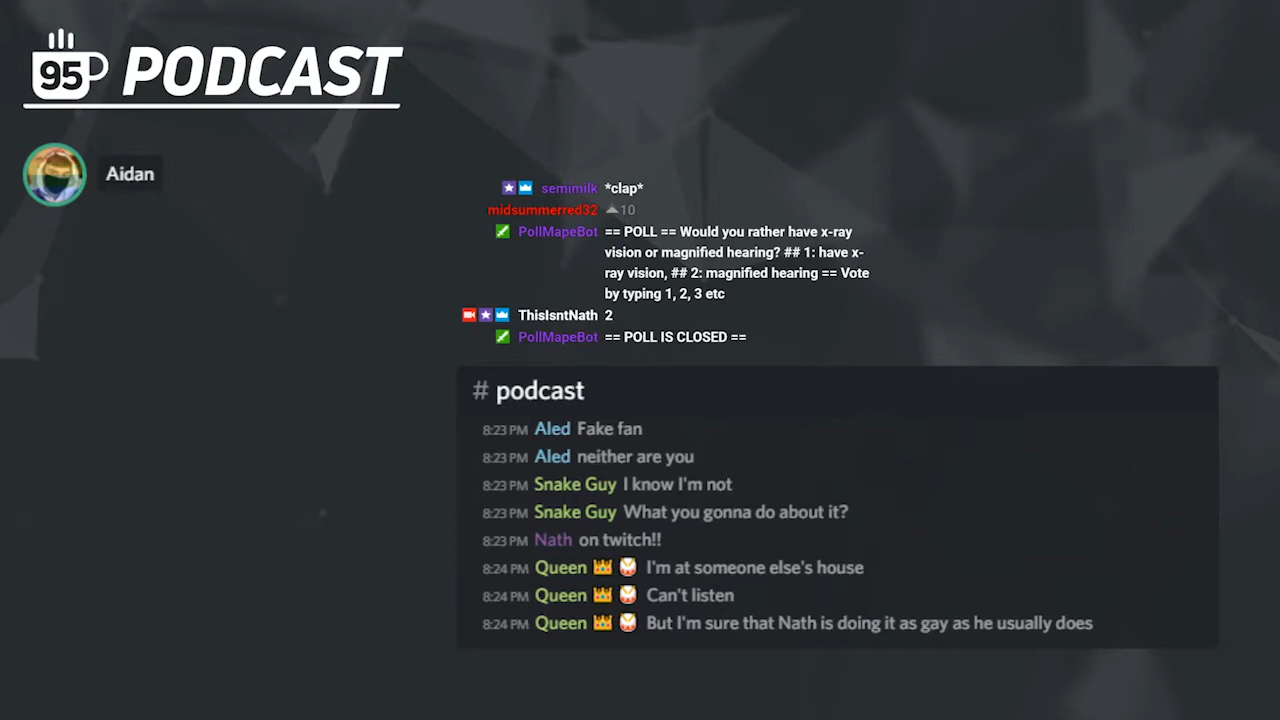 95 PODCAST
Aidan
semimilk *clap*
midsummerred32 10
PollMapeBot == POLL == Would you rather have x-ray
vision or magnified hearing? ## 1: have x-
ray vision, ## 2: magnified hearing == Vote
by typing 1, 2, 3 etc
ThisIsntNath 2
PollMapeBot == POLL IS CLOSED ==
# podcast
8:23 PM Aled Fake fan
8:23 PM Aled neither are you
8:23 PM Snake Guy I know I'm not
8:23 PM Snake Guy What you gonna do about it?
8:23 PM Nath on twitch!!
8:24 PM Queen 👑 🥁 I'm at someone else's house
8:24 PM Queen 👑 🥁 Can't listen
8:24 PM Queen 👑 🥁 But I'm sure that Nath is doing it as gay as he usually does